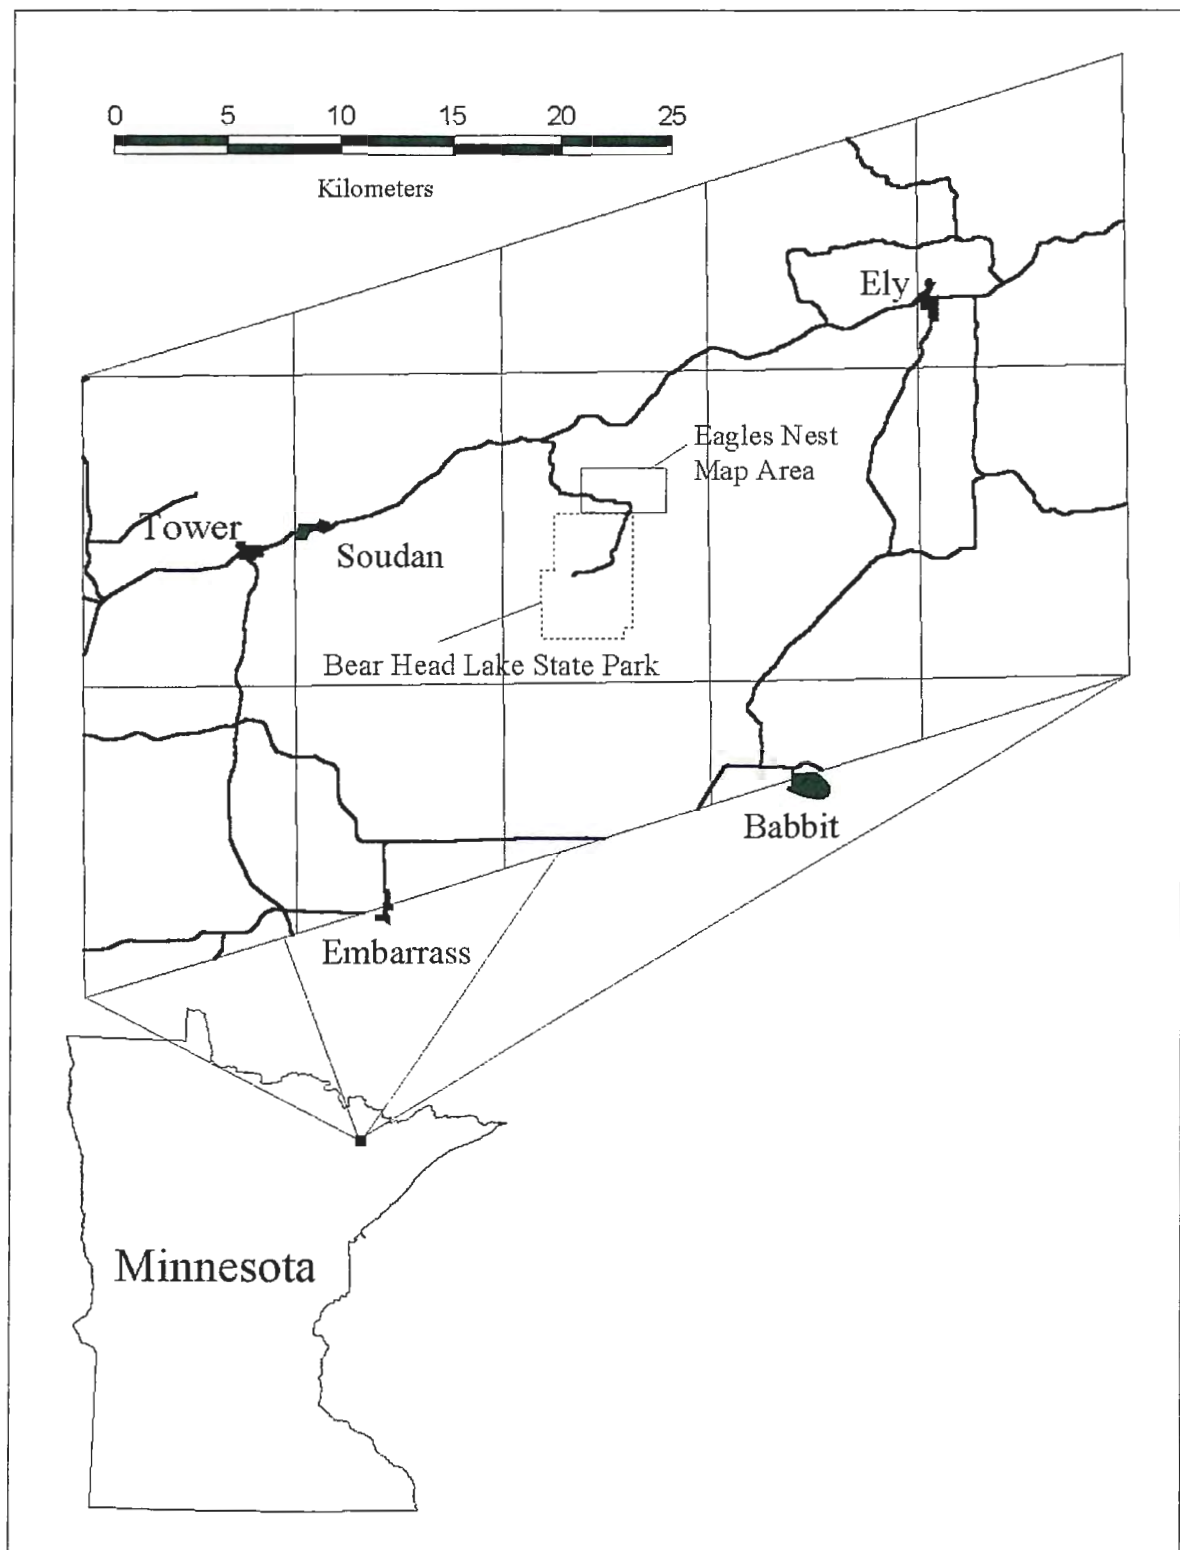 0 5 10 15 20 25
Kilometers
Ely
Eagles Nest
Map Area
Tower
Soudan
Bear Head Lake State Park
Babbit
Embarrass
Minnesota